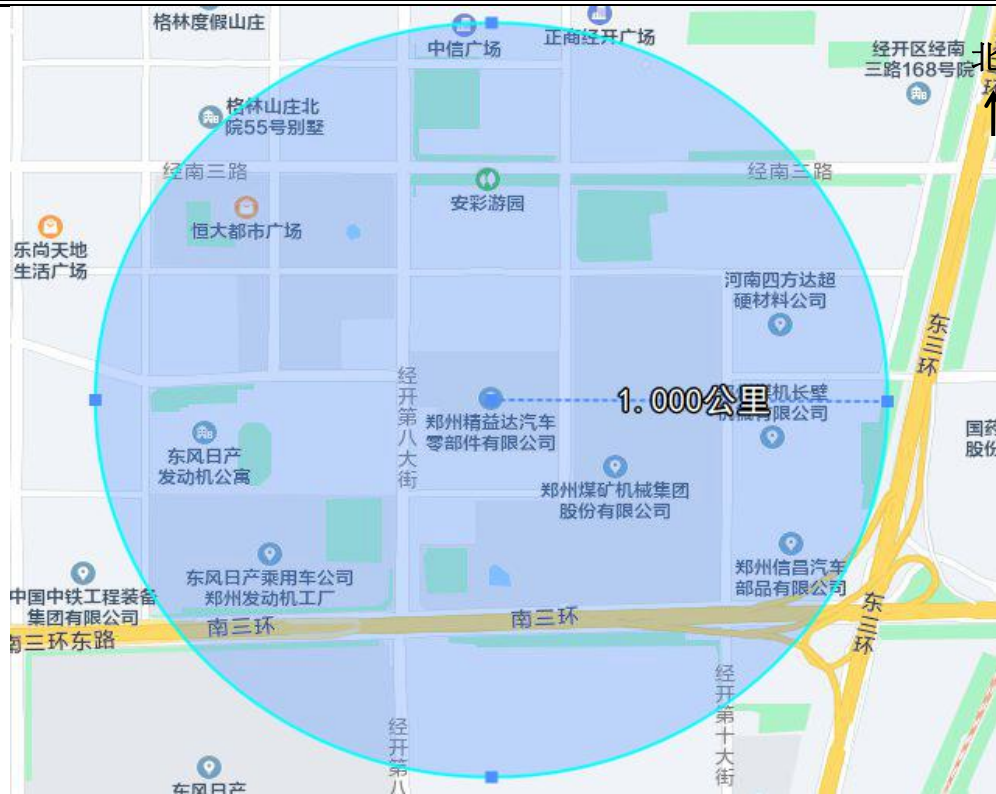 格林度假山庄
中信广场
正商经开广场
经开区经南
三路168号院
北
环
格林山庄北
院55号别墅
经南三路
经南三路
安彩游园
恒大都市广场
乐尚天地
生活广场
河南四方达超
硬材料公司
东三环
经开第八大街
1.000公里
机长壁
有限公司
郑州精益达汽车
零部件有限公司
国药
股份
东风日产
发动机公寓
郑州煤矿机械集团
股份有限公司
东风日产乘用车公司
郑州发动机工厂
郑州信昌汽车
部品有限公司
中国中铁工程装备
集团有限公司
南三环
南三环
东三环
南三环东路
经开第十大街
经开第八
东风日产